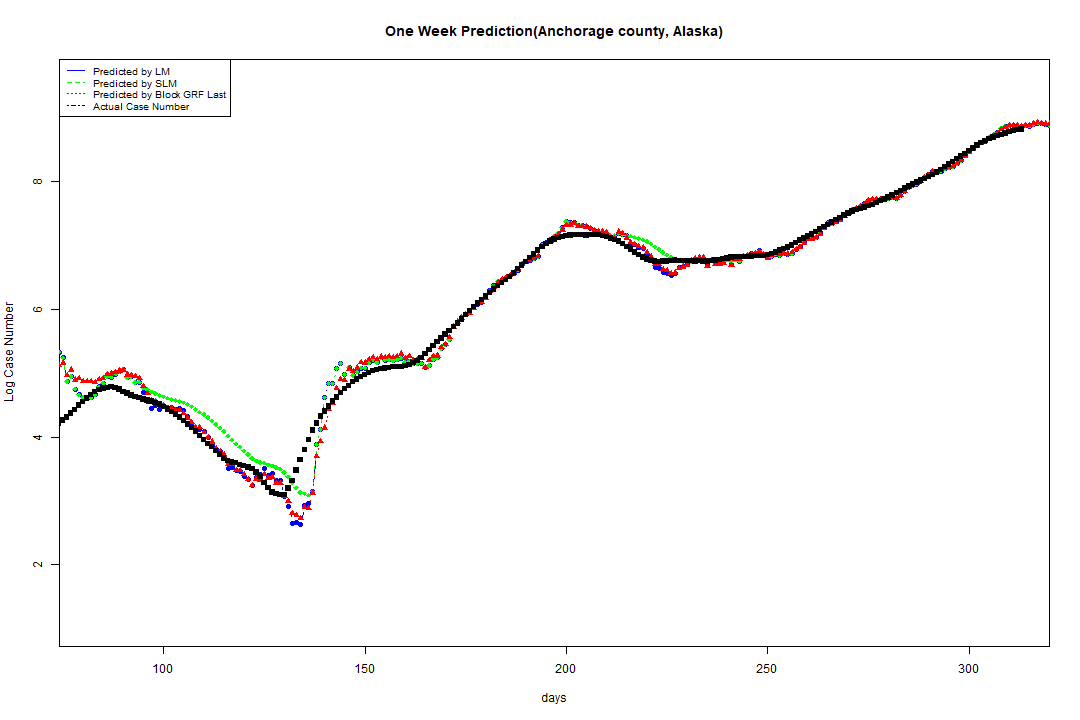 One Week Prediction(Anchorage county, Alaska)
Predicted by LM
Predicted by SLM
Predicted by Block GRF Last
Actual Case Number
8
6
4
2
Log Case Number
100 150 200 250 300
days